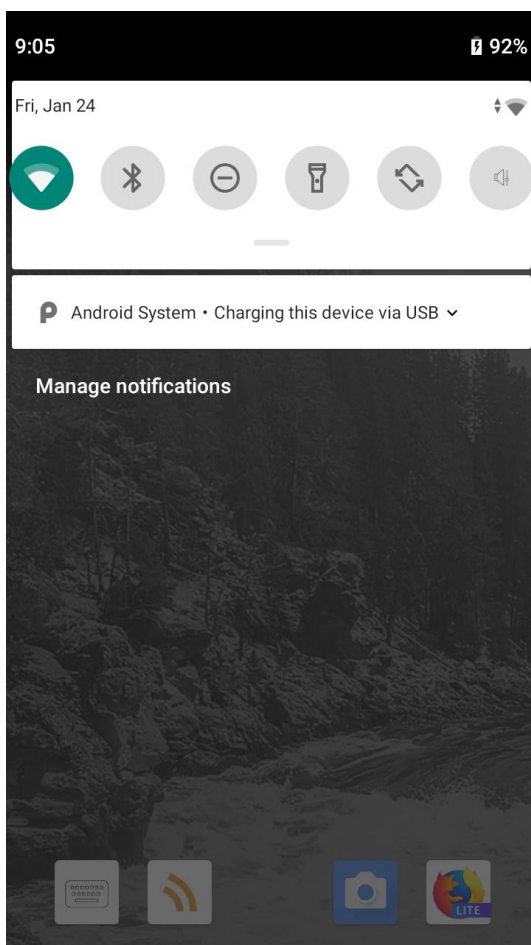 9:05 92%
Fri, Jan 24
Android System • Charging this device via USB
Manage notifications
LITE